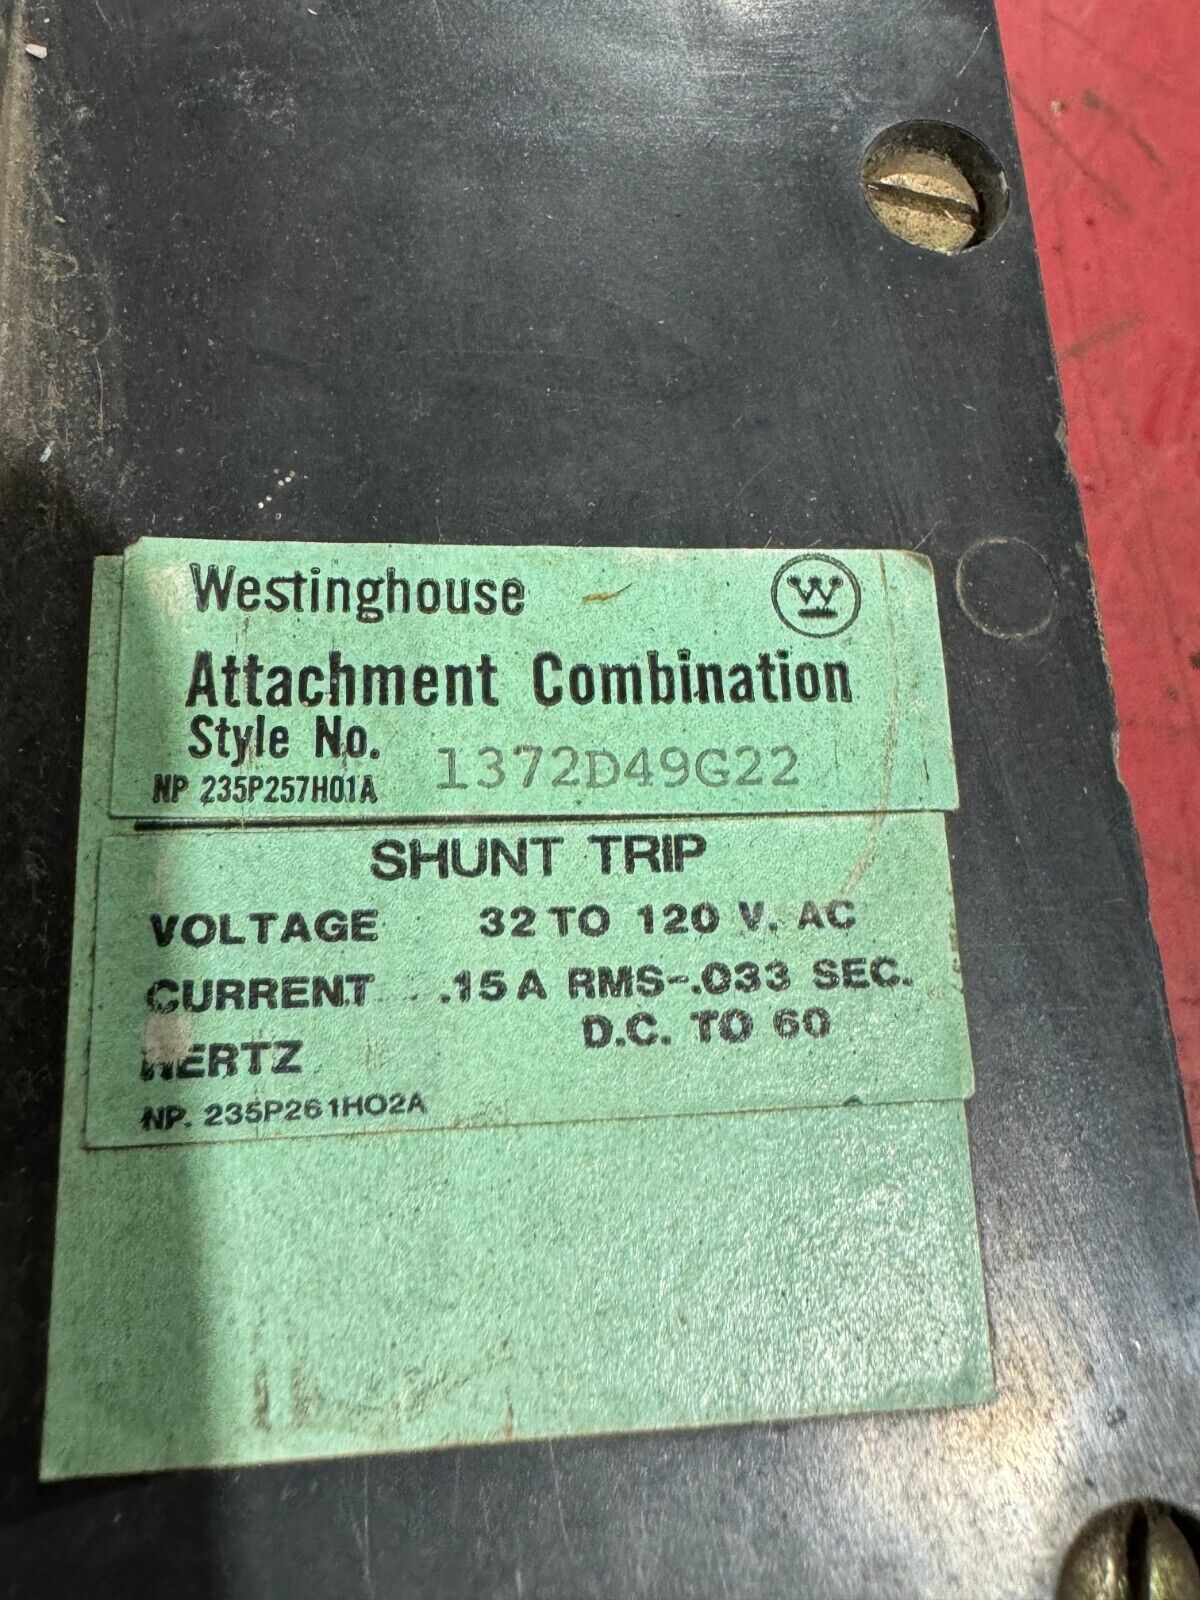 Westinghouse W
Attachment Combination
Style No. 1372D49G22
NP 235P257H01A
SHUNT TRIP
VOLTAGE 32 TO 120 V. AC
CURRENT .15 A RMS-.033 SEC.
HERTZ D.C. TO 60
NP. 235P261HO2A